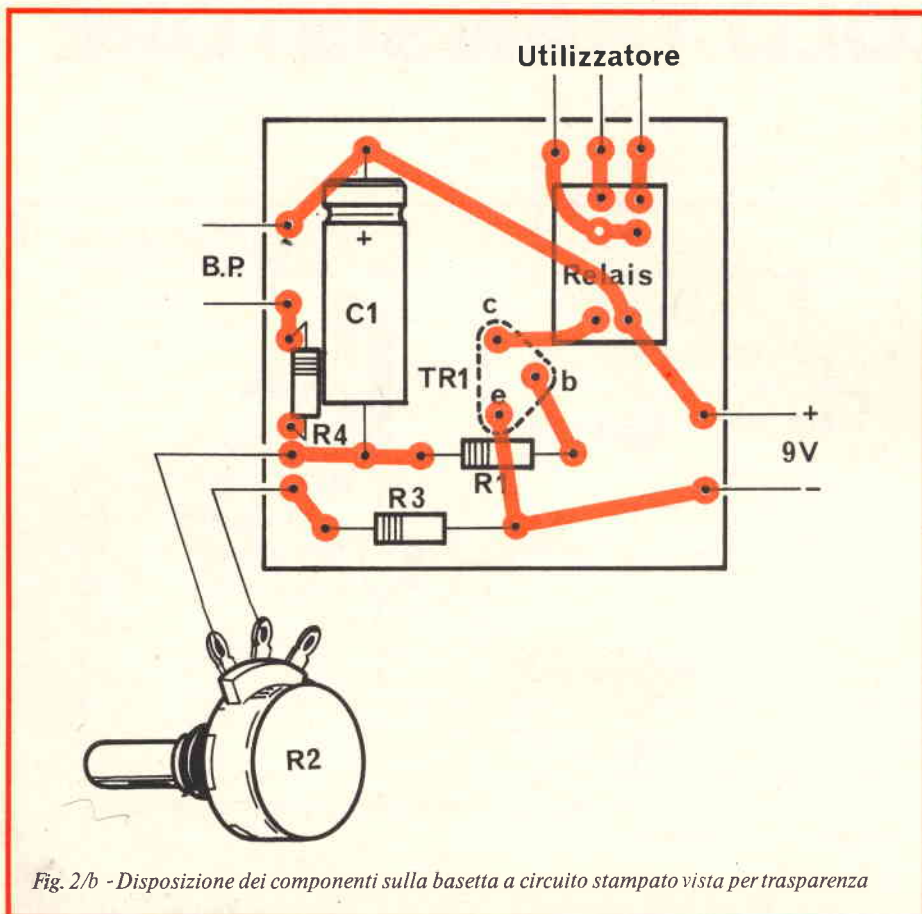 Utilizzatore
B.P.
+
C1
Relais
c
TR1
b
e
R4
R1
R3
+
9V
-
R2
Fig. 2/b - Disposizione dei componenti sulla basetta a circuito stampato vista per trasparenza